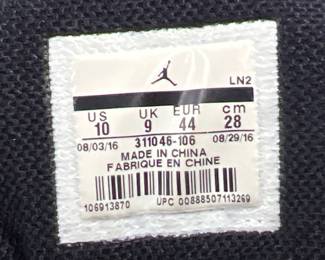 LN2
US UK EUR cm
10 9 44 28
08/03/16 311046-106 08/29/16
MADE IN CHINA
FABRIQUE EN CHINE
106913870 UPC 00888507113269